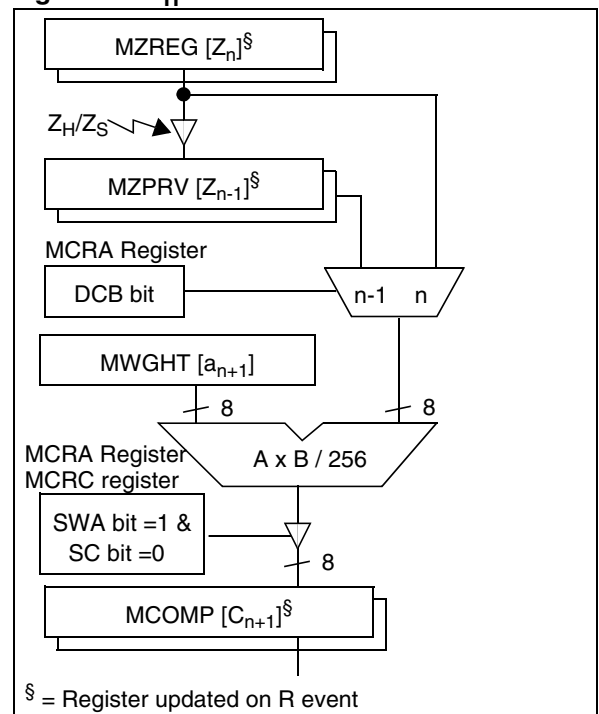 MZREG [Zn]§
ZH/ZS
MZPRV [Zn-1]§
MCRA Register
DCB bit
n-1 n
MWGHT [an+1]
8 8
MCRA Register
MCRC register
A x B / 256
SWA bit =1 &
SC bit =0
8
MCOMP [Cn+1]§
§ = Register updated on R event